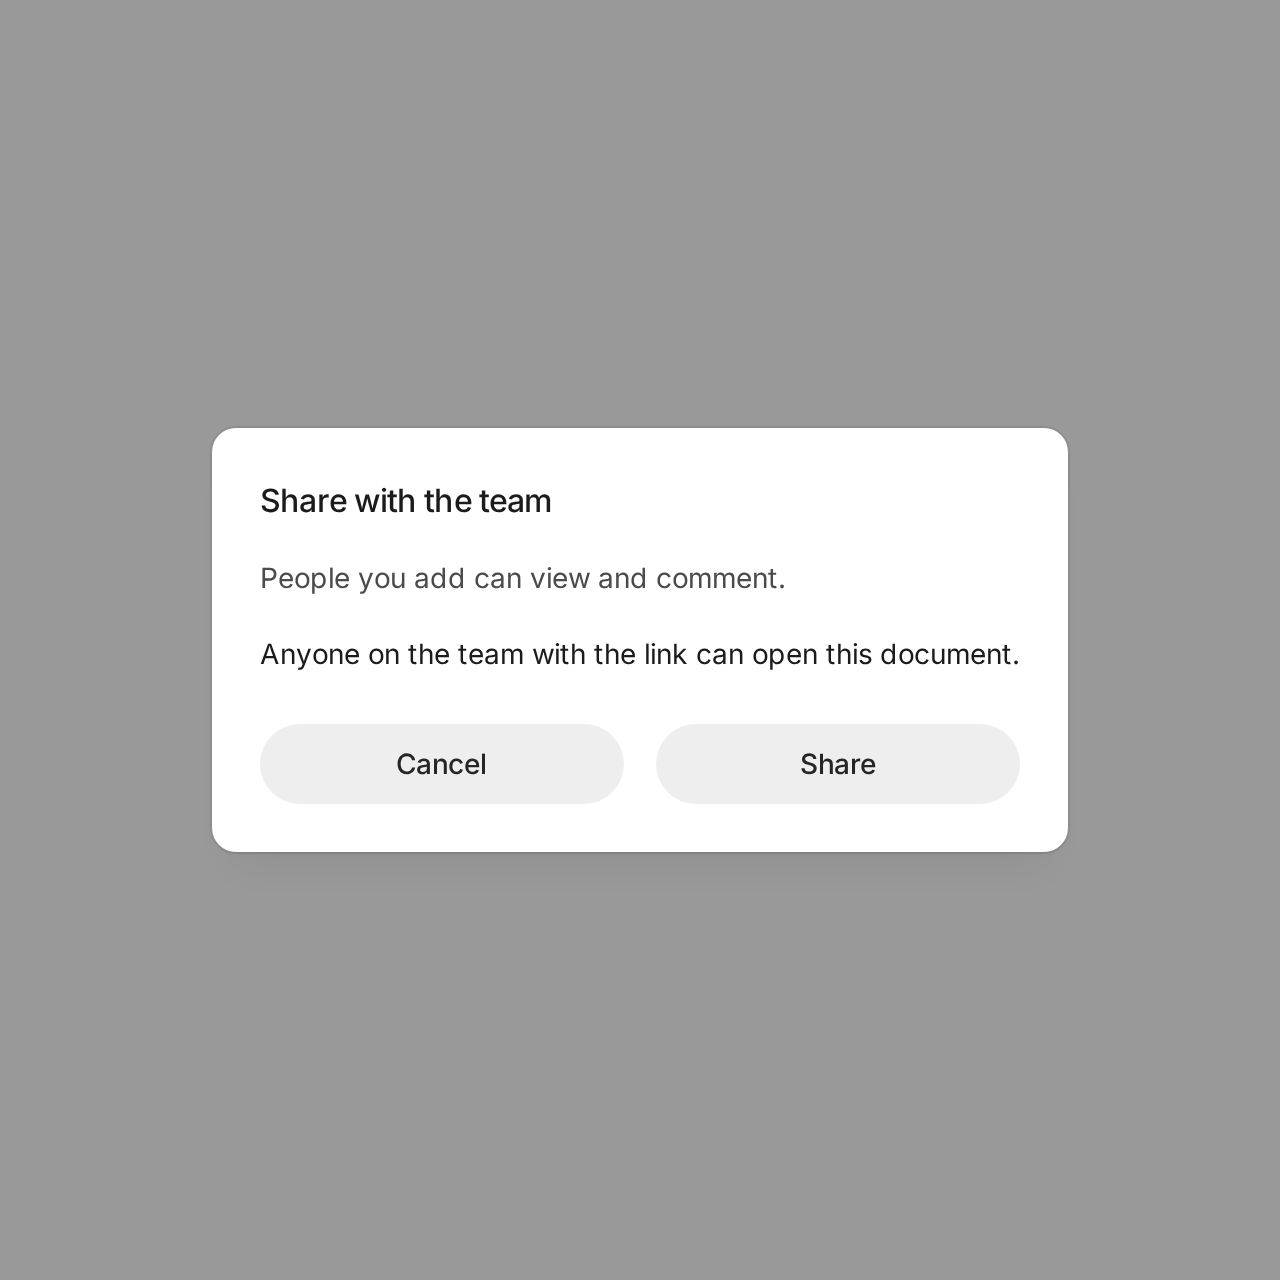 Share with the team
People you add can view and comment.
Anyone on the team with the link can open this document.
Cancel
Share